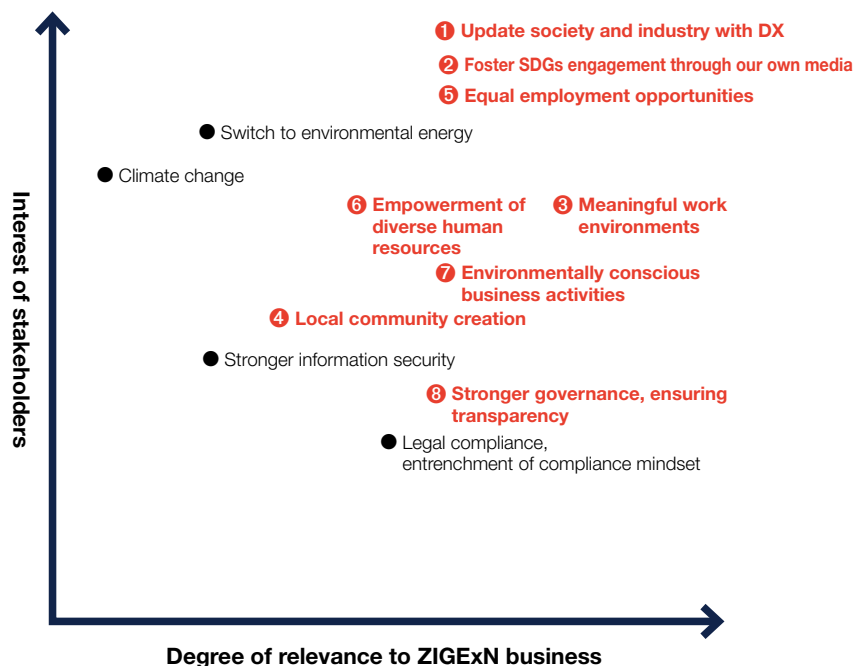 ❶ Update society and industry with DX
❷ Foster SDGs engagement through our own media
❺ Equal employment opportunities
● Switch to environmental energy
● Climate change
❻ Empowerment of
diverse human
resources
❸ Meaningful work
environments
❼ Environmentally conscious
business activities
❹ Local community creation
● Stronger information security
❽ Stronger governance, ensuring
transparency
● Legal compliance,
entrenchment of compliance mindset
Interest of stakeholders
Degree of relevance to ZIGExN business